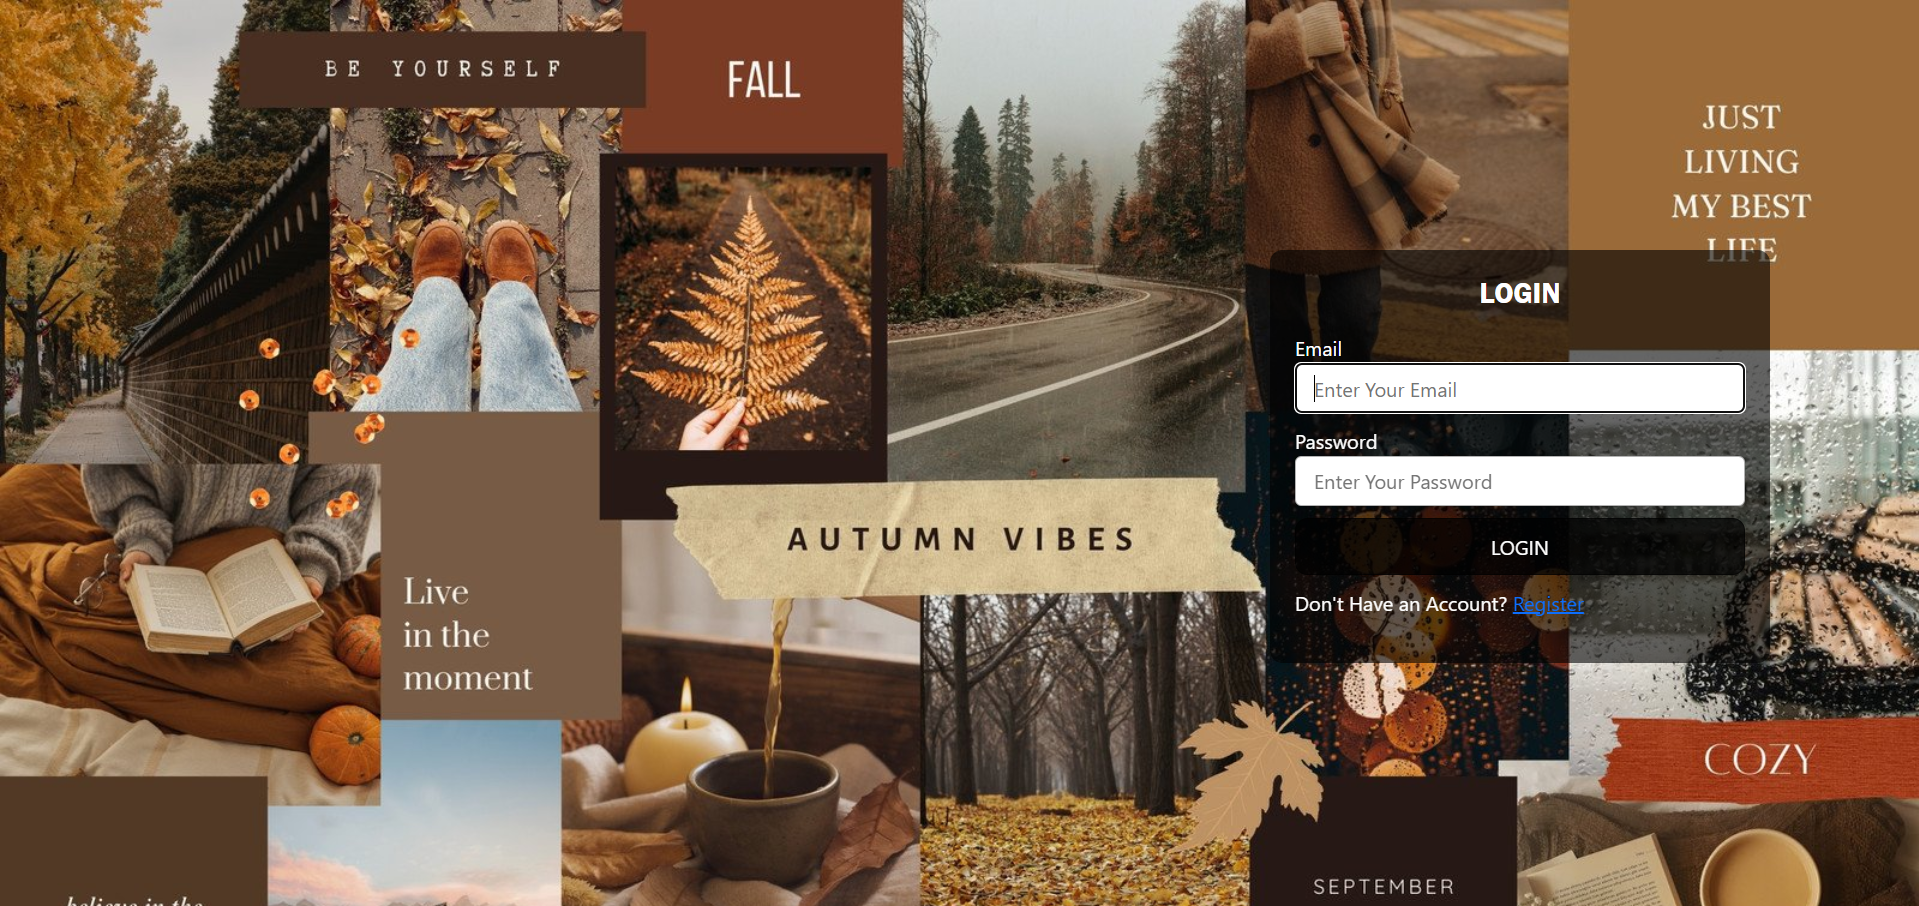 BE YOURSELF
FALL
JUST
LIVING
MY BEST
LIFE
LOGIN
Email
Enter Your Email
Password
Enter Your Password
LOGIN
Don't Have an Account? Register
AUTUMN VIBES
Live
in the
moment
COZY
SEPTEMBER
believe in the